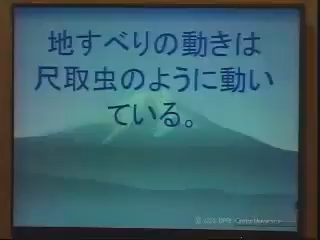 地すべりの動きは
尺取虫のように動い
ている。